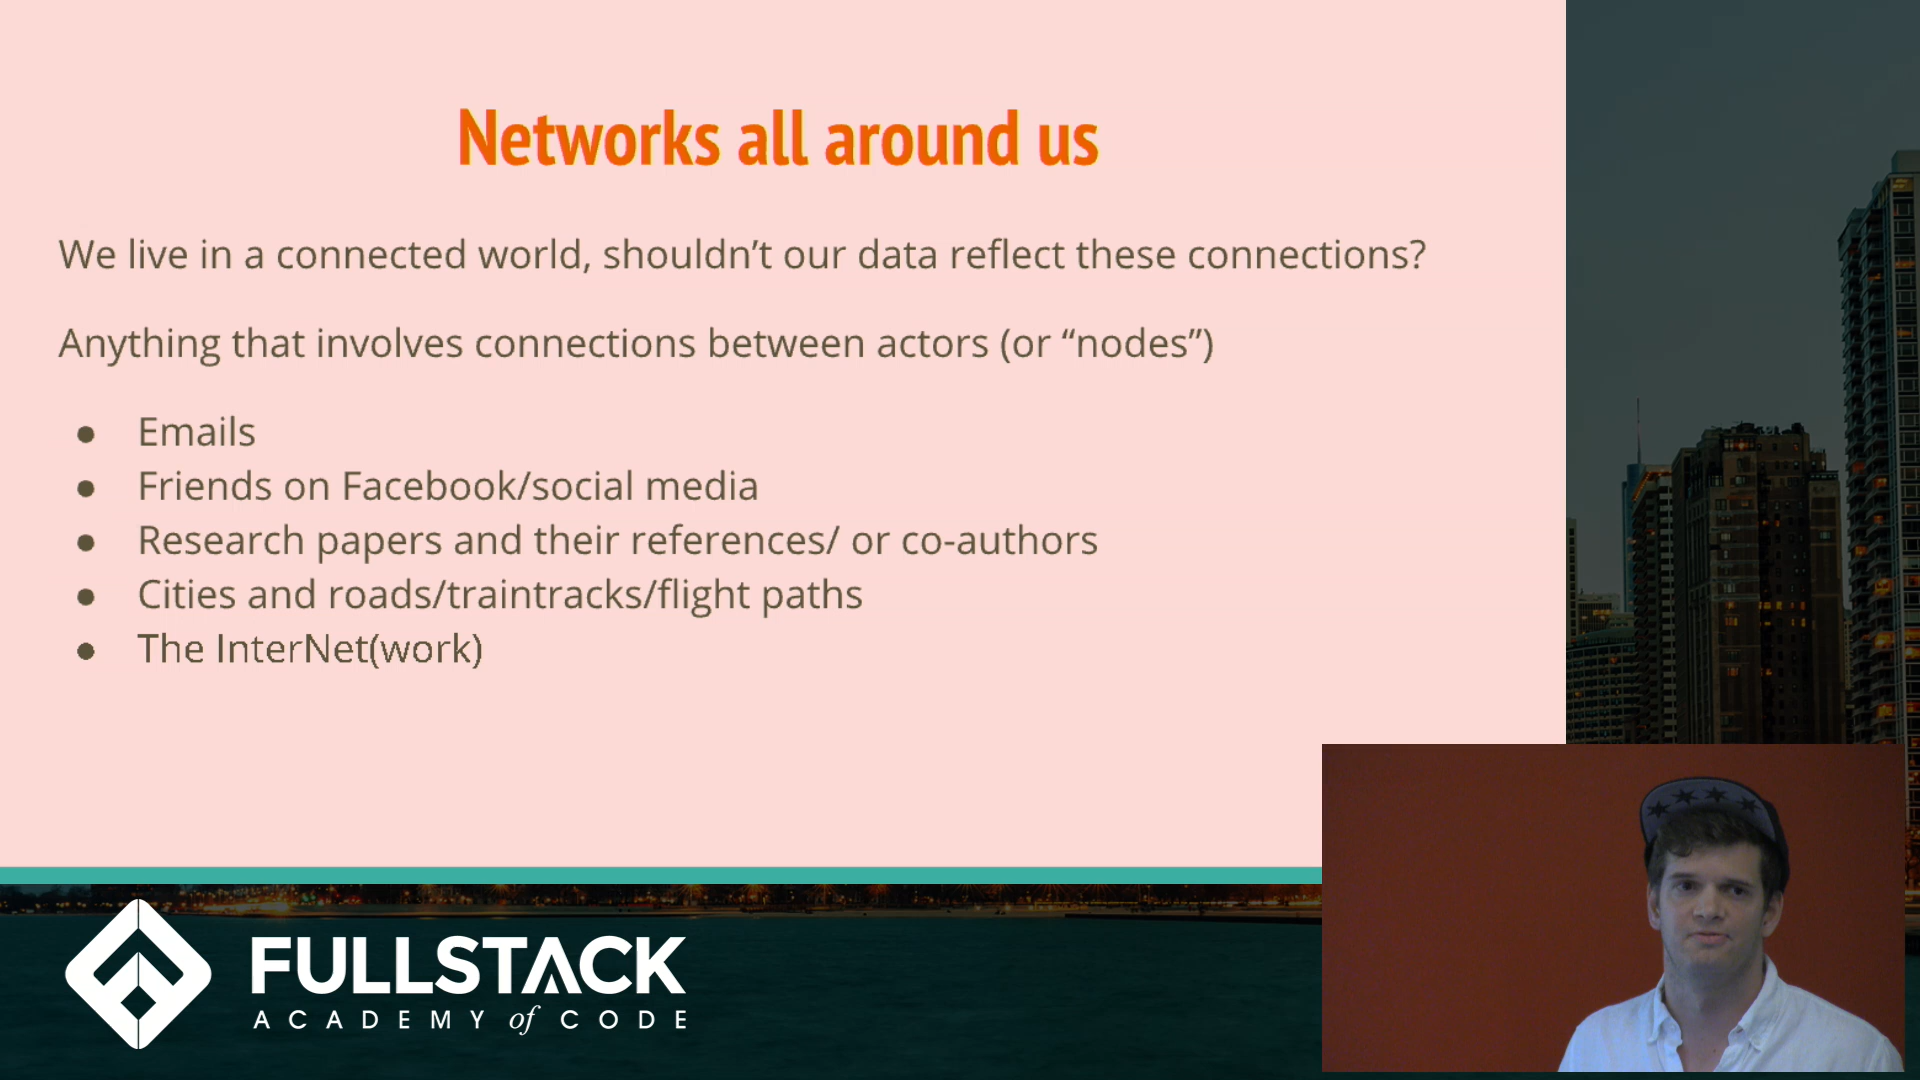 Networks all around us
We live in a connected world, shouldn’t our data reflect these connections?
Anything that involves connections between actors (or “nodes”)
● Emails
● Friends on Facebook/social media
● Research papers and their references/ or co-authors
● Cities and roads/traintracks/flight paths
● The InterNet(work)
FULLSTACK
ACADEMY of CODE